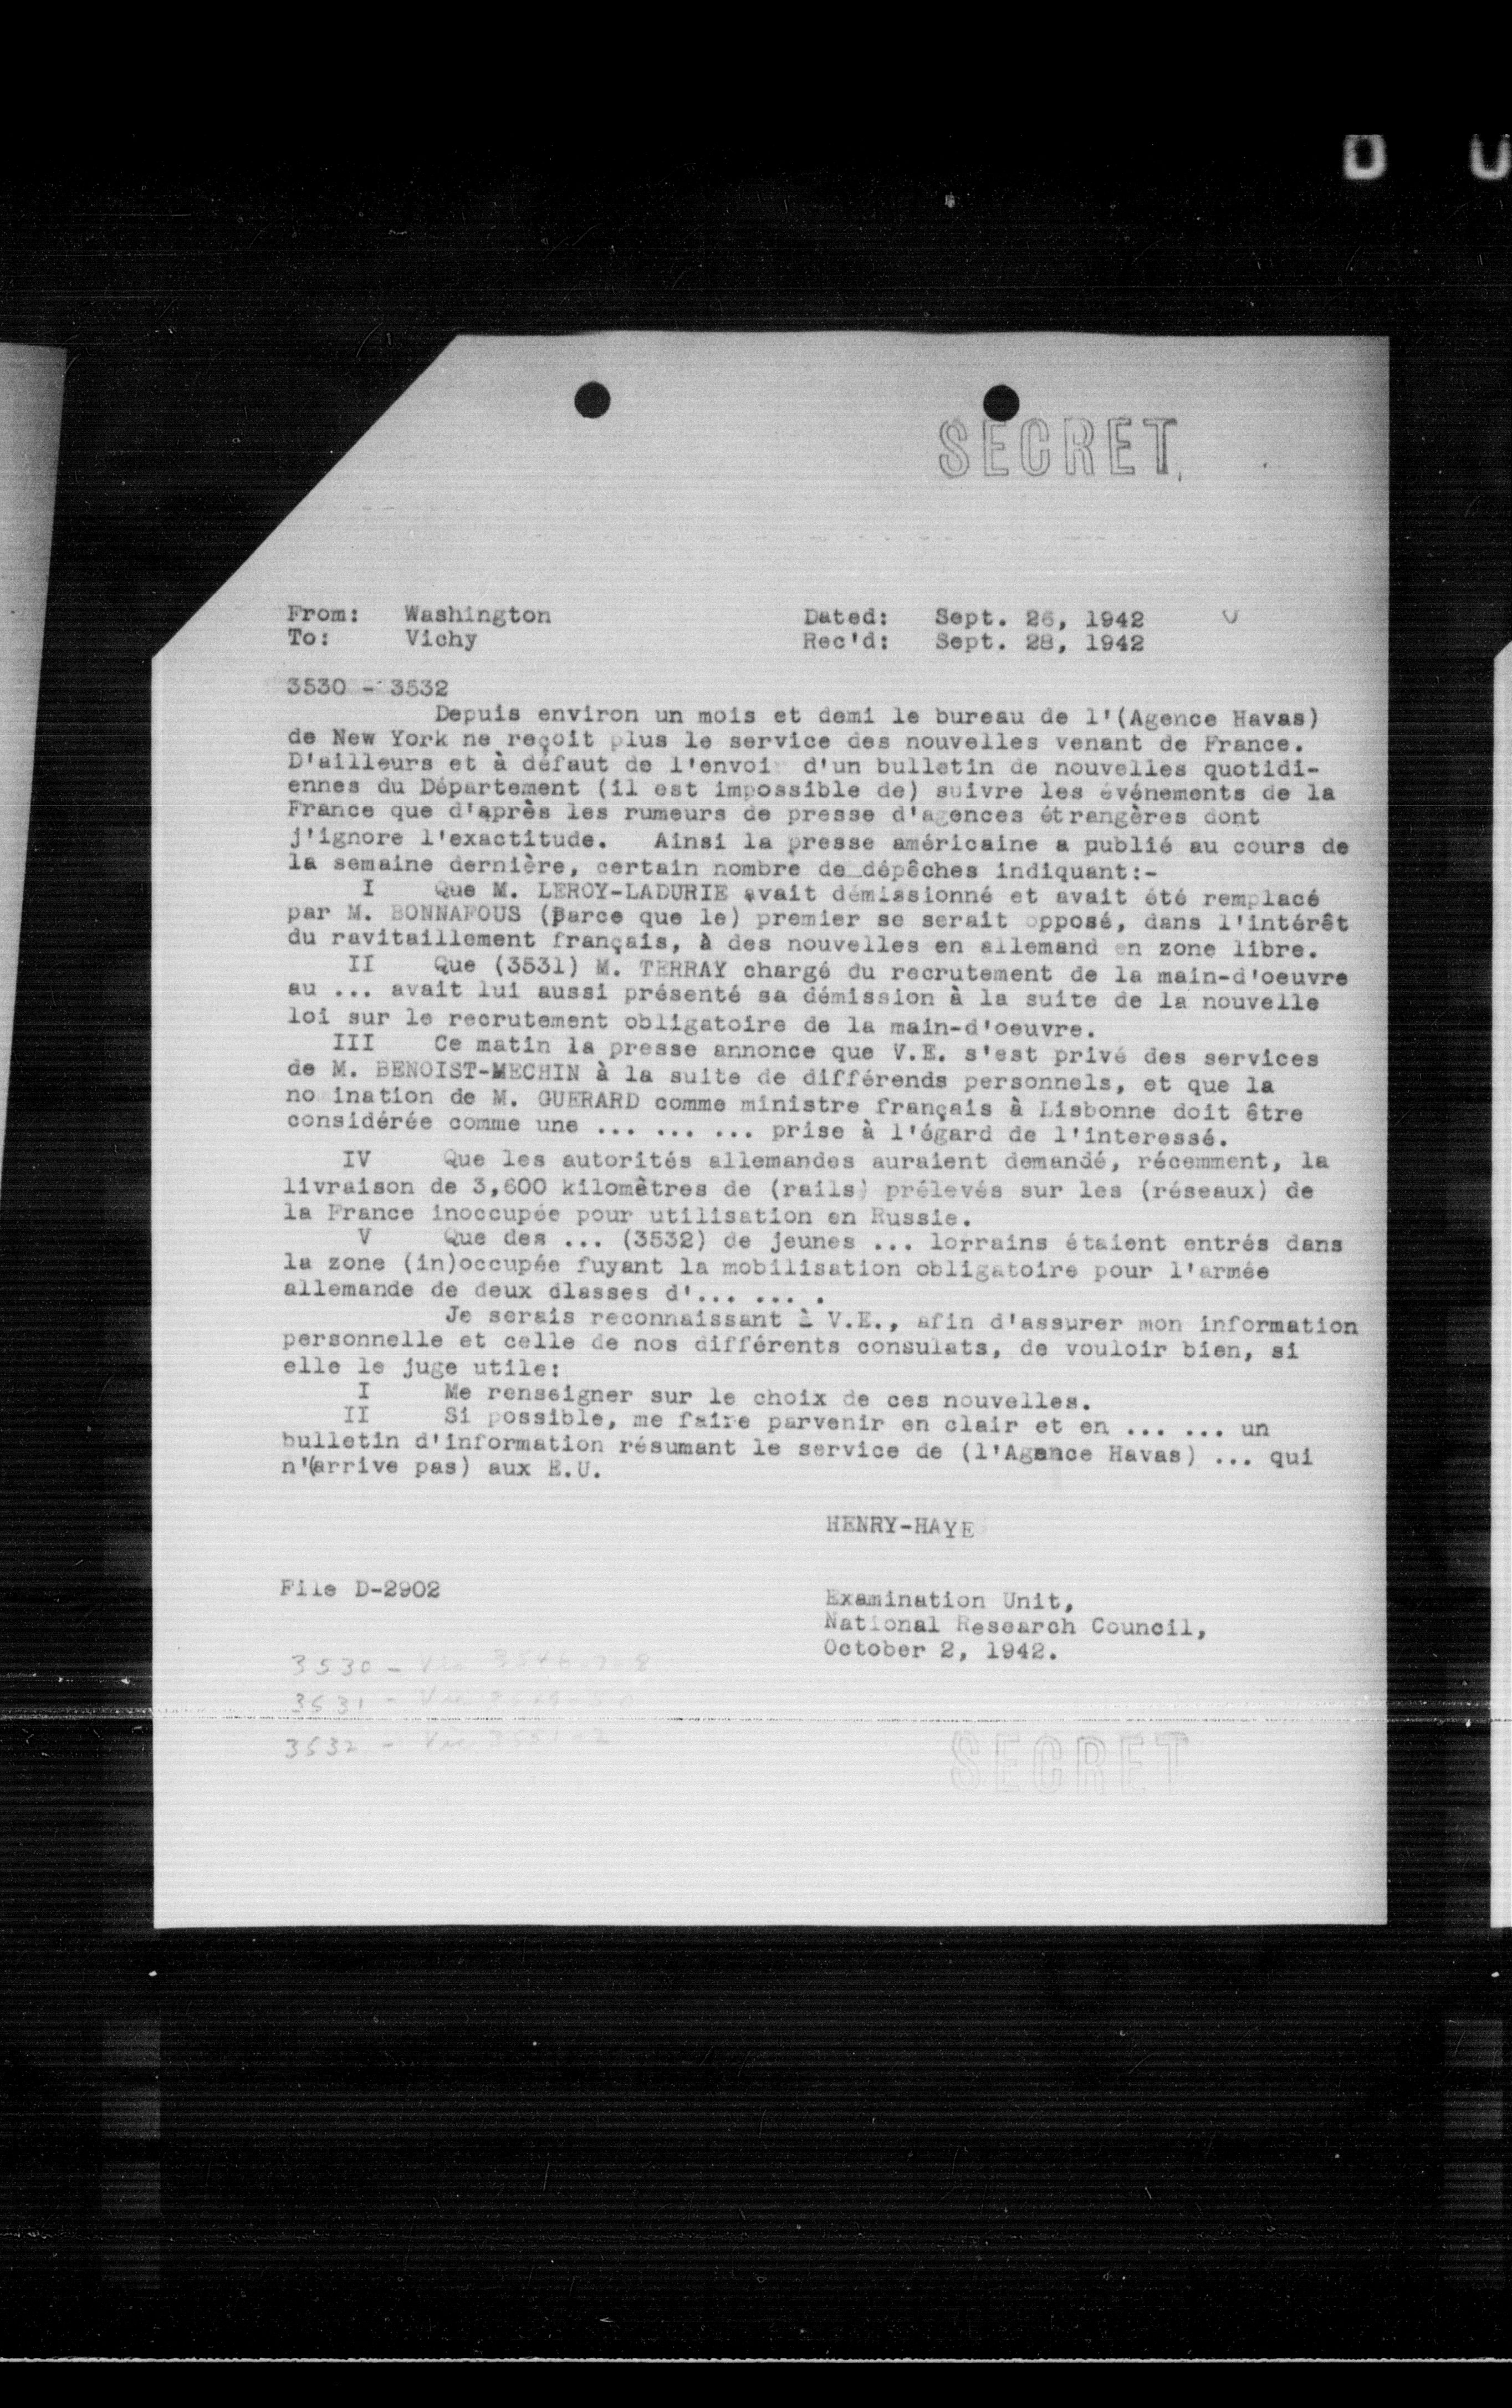 SECRET
From: Washington Dated: Sept. 26, 1942
To: Vichy Rec'd: Sept. 28, 1942
3530 - 3532
Depuis environ un mois et demi le bureau de l'(Agence Havas)
de New York ne reçoit plus le service des nouvelles venant de France.
D'ailleurs et à défaut de l'envoi d'un bulletin de nouvelles quotidi-
ennes du Département (il est impossible de) suivre les événements de la
France que d'après les rumeurs de presse d'agences étrangères dont
j'ignore l'exactitude. Ainsi la presse américaine a publié au cours de
la semaine dernière, certain nombre de dépêches indiquant:-
I Que M. LEROY-LADURIE avait démissionné et avait été remplacé
par M. BONNAFOUS (parce que le) premier se serait opposé, dans l'intérêt
du ravitaillement français, à des nouvelles en allemand en zone libre.
II Que (3531) M. TERRAY chargé du recrutement de la main-d'oeuvre
au ... avait lui aussi présenté sa démission à la suite de la nouvelle
loi sur le recrutement obligatoire de la main-d'oeuvre.
III Ce matin la presse annonce que V.E. s'est privé des services
de M. BENOIST-MECHIN à la suite de différends personnels, et que la
no ination de M. GUERARD comme ministre français à Lisbonne doit être
considérée comme une ... ... ... prise à l'égard de l'interessé.
IV Que les autorités allemandes auraient demandé, récemment, la
livraison de 3,600 kilomètres de (rails) prélevés sur les (réseaux) de
la France inoccupée pour utilisation en Russie.
V Que des ... (3532) de jeunes ... lorrains étaient entrés dans
la zone (in)occupée fuyant la mobilisation obligatoire pour l'armée
allemande de deux dlasses d'... ... .
Je serais reconnaissant à V.E., afin d'assurer mon information
personnelle et celle de nos différents consulats, de vouloir bien, si
elle le juge utile:
I Me renseigner sur le choix de ces nouvelles.
II Si possible, me faire parvenir en clair et en ... ... un
bulletin d'information résumant le service de (l'Agence Havas) ... qui
n'(arrive pas) aux E.U.
HENRY-HAYE
File D-2902
Examination Unit,
National Research Council,
October 2, 1942.
3530 -
3531 -
3532 -
SECRET